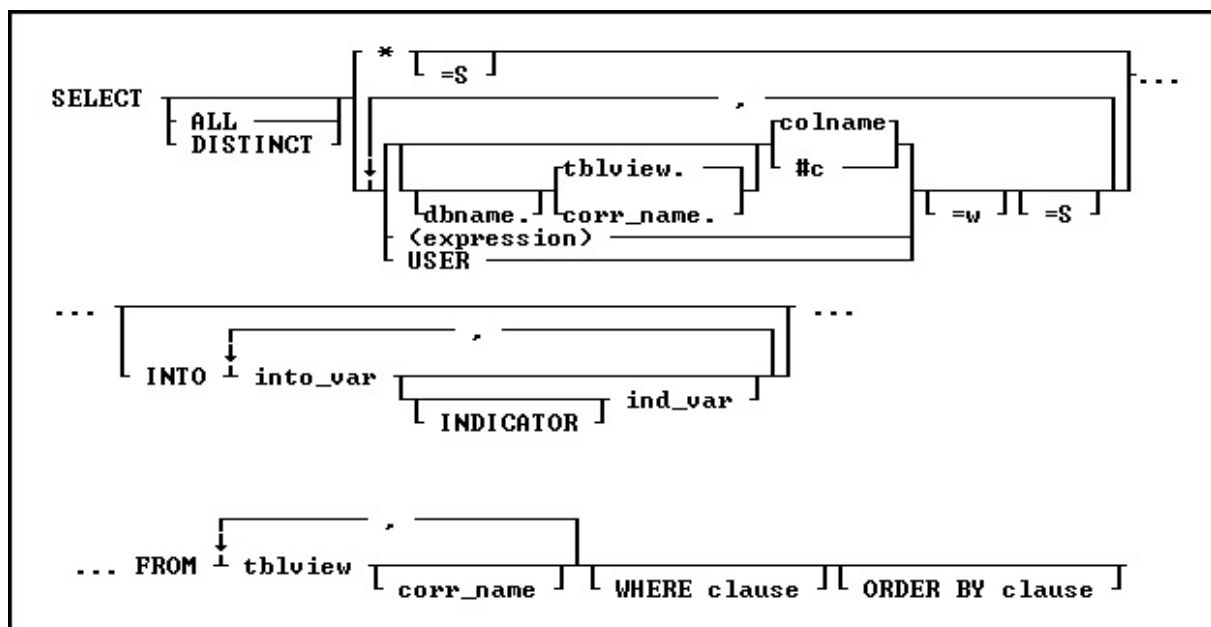 * =S
SELECT ALL DISTINCT , ...
colname
tblview. #c
dbname. corr_name. =w =S
(expression)
USER
... ...
,
INTO into_var
INDICATOR ind_var
,
... FROM tblview
corr_name WHERE clause ORDER BY clause